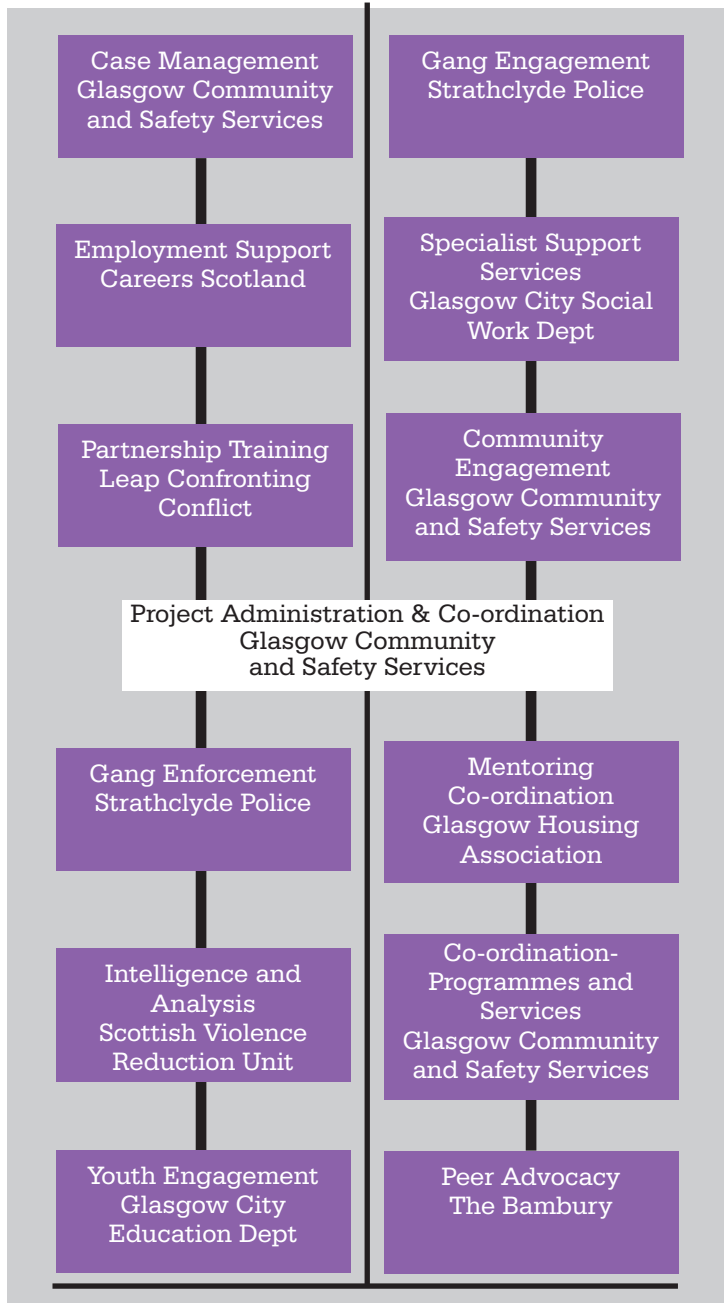 Case Management
Glasgow Community
and Safety Services
Gang Engagement
Strathclyde Police
Employment Support
Careers Scotland
Specialist Support
Services
Glasgow City Social
Work Dept
Partnership Training
Leap Confronting
Conflict
Community
Engagement
Glasgow Community
and Safety Services
Project Administration & Co-ordination
Glasgow Community
and Safety Services
Gang Enforcement
Strathclyde Police
Mentoring
Co-ordination
Glasgow Housing
Association
Intelligence and
Analysis
Scottish Violence
Reduction Unit
Co-ordination-
Programmes and
Services
Glasgow Community
and Safety Services
Youth Engagement
Glasgow City
Education Dept
Peer Advocacy
The Bambury